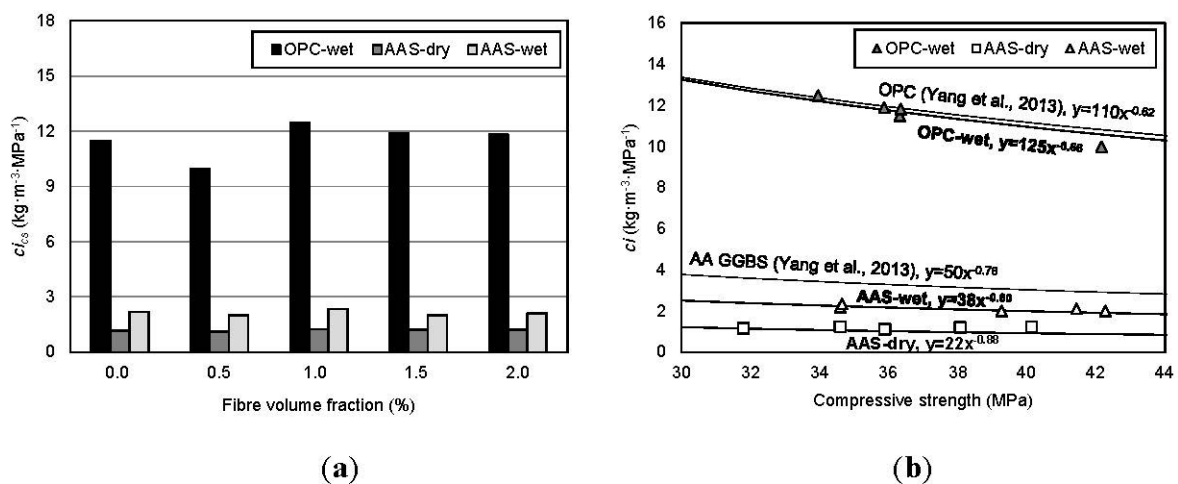 18
15
12
9
6
3
0
ci_cs (kg·m⁻³·MPa⁻¹)
OPC-wet AAS-dry AAS-wet
0.0 0.5 1.0 1.5 2.0
Fibre volume fraction (%)
(a)
16
14
12
10
8
6
4
2
0
ci (kg·m⁻³·MPa⁻¹)
OPC-wet AAS-dry AAS-wet
OPC (Yang et al., 2013), y=110x⁻⁰·⁶²
OPC-wet, y=125x⁻⁰·⁶⁶
AA GGBS (Yang et al., 2013), y=50x⁻⁰·⁷⁶
AAS-wet, y=38x⁻⁰·⁸⁰
AAS-dry, y=22x⁻⁰·⁸⁸
30 32 34 36 38 40 42 44
Compressive strength (MPa)
(b)